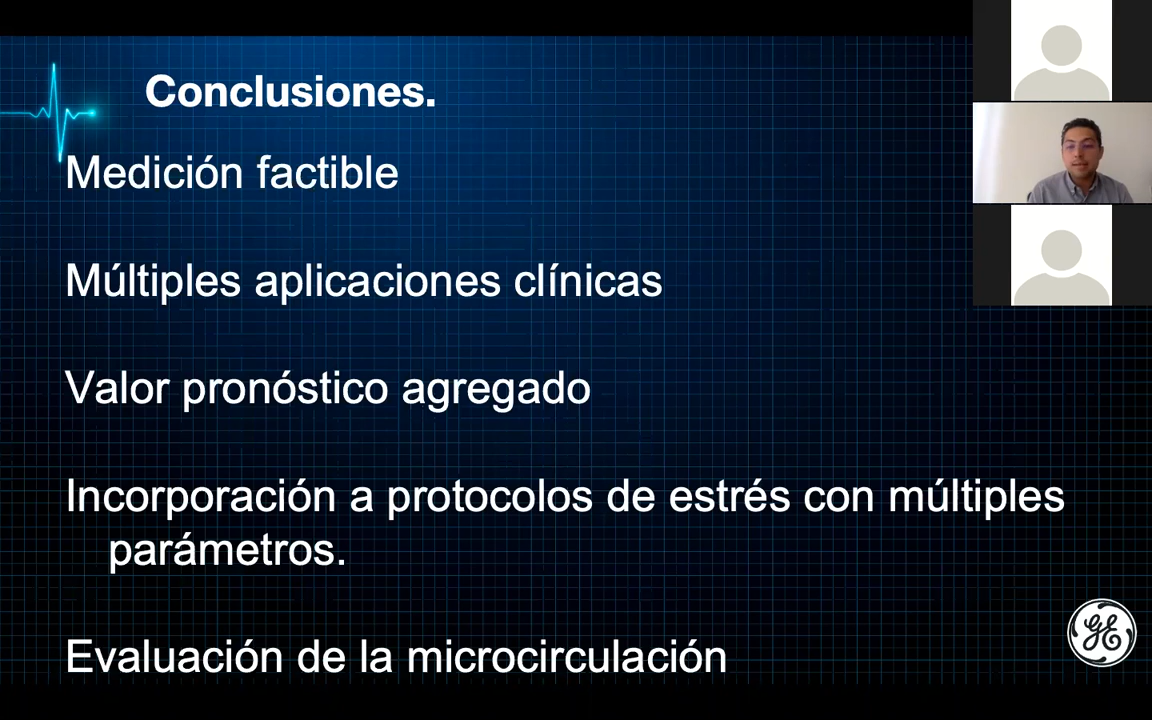 Conclusiones.
Medición factible
Múltiples aplicaciones clínicas
Valor pronóstico agregado
Incorporación a protocolos de estrés con múltiples
parámetros.
Evaluación de la microcirculación
GE